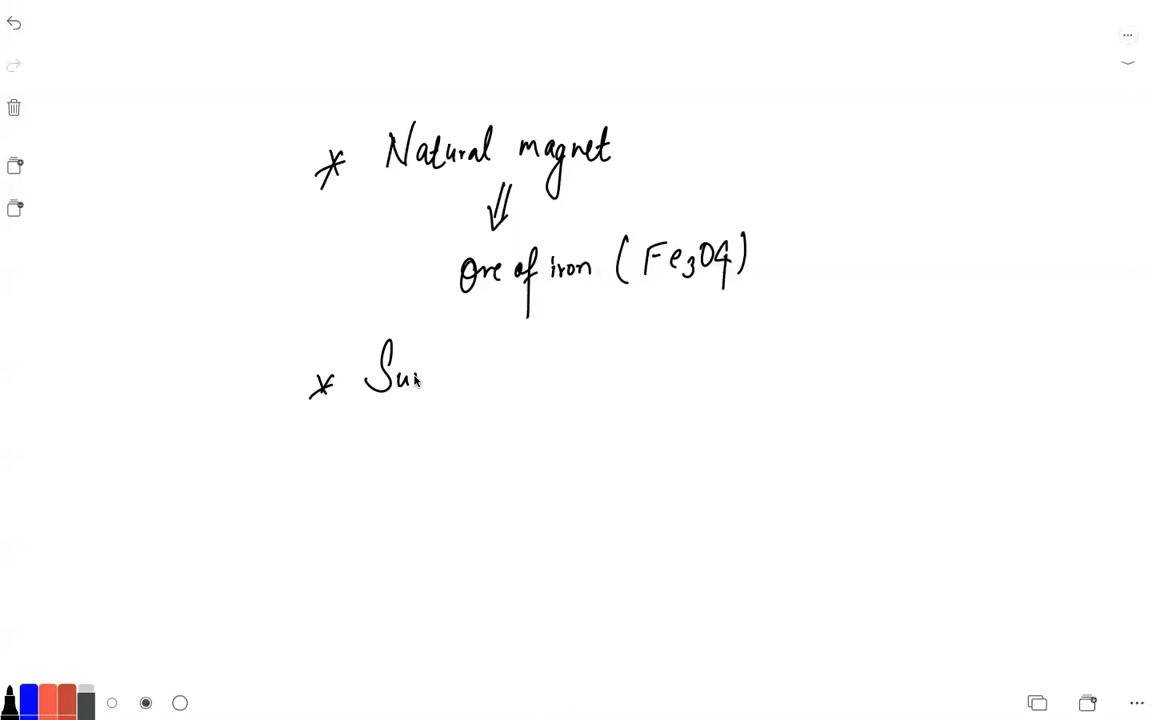 * Natural magnet
⇓
Ore of iron (Fe₃O₄)
* Su